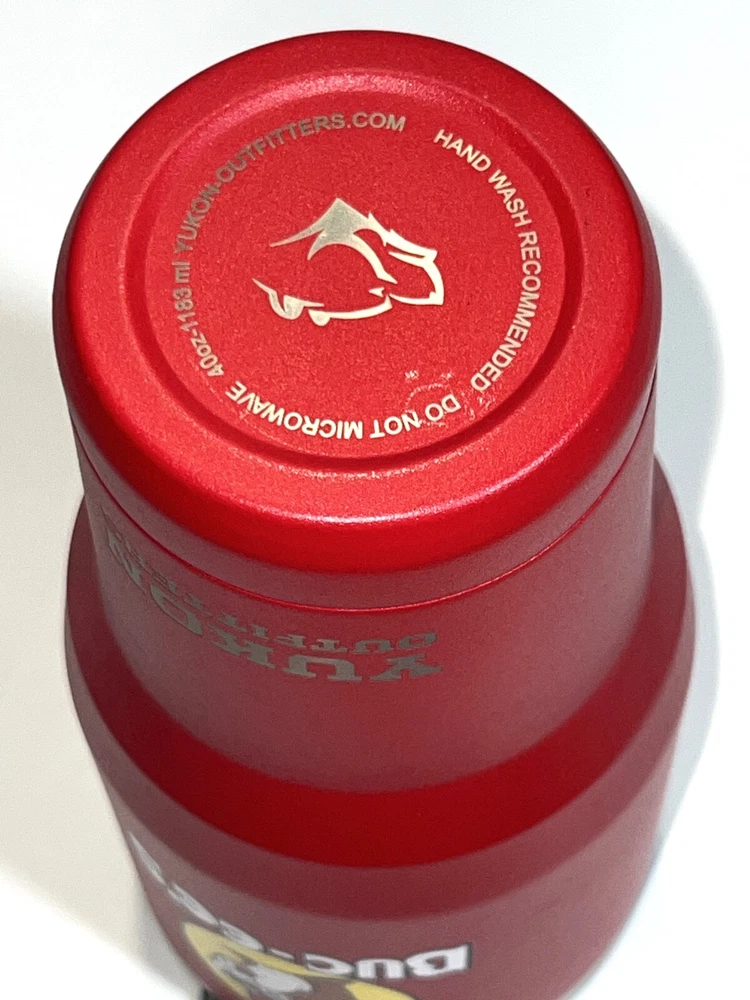 40oz-1183 ml YUKON-OUTFITTERS.COM
HAND WASH RECOMMENDED
DO NOT MICROWAVE
YUKON
OUTFITTERS
BUC-EE'S